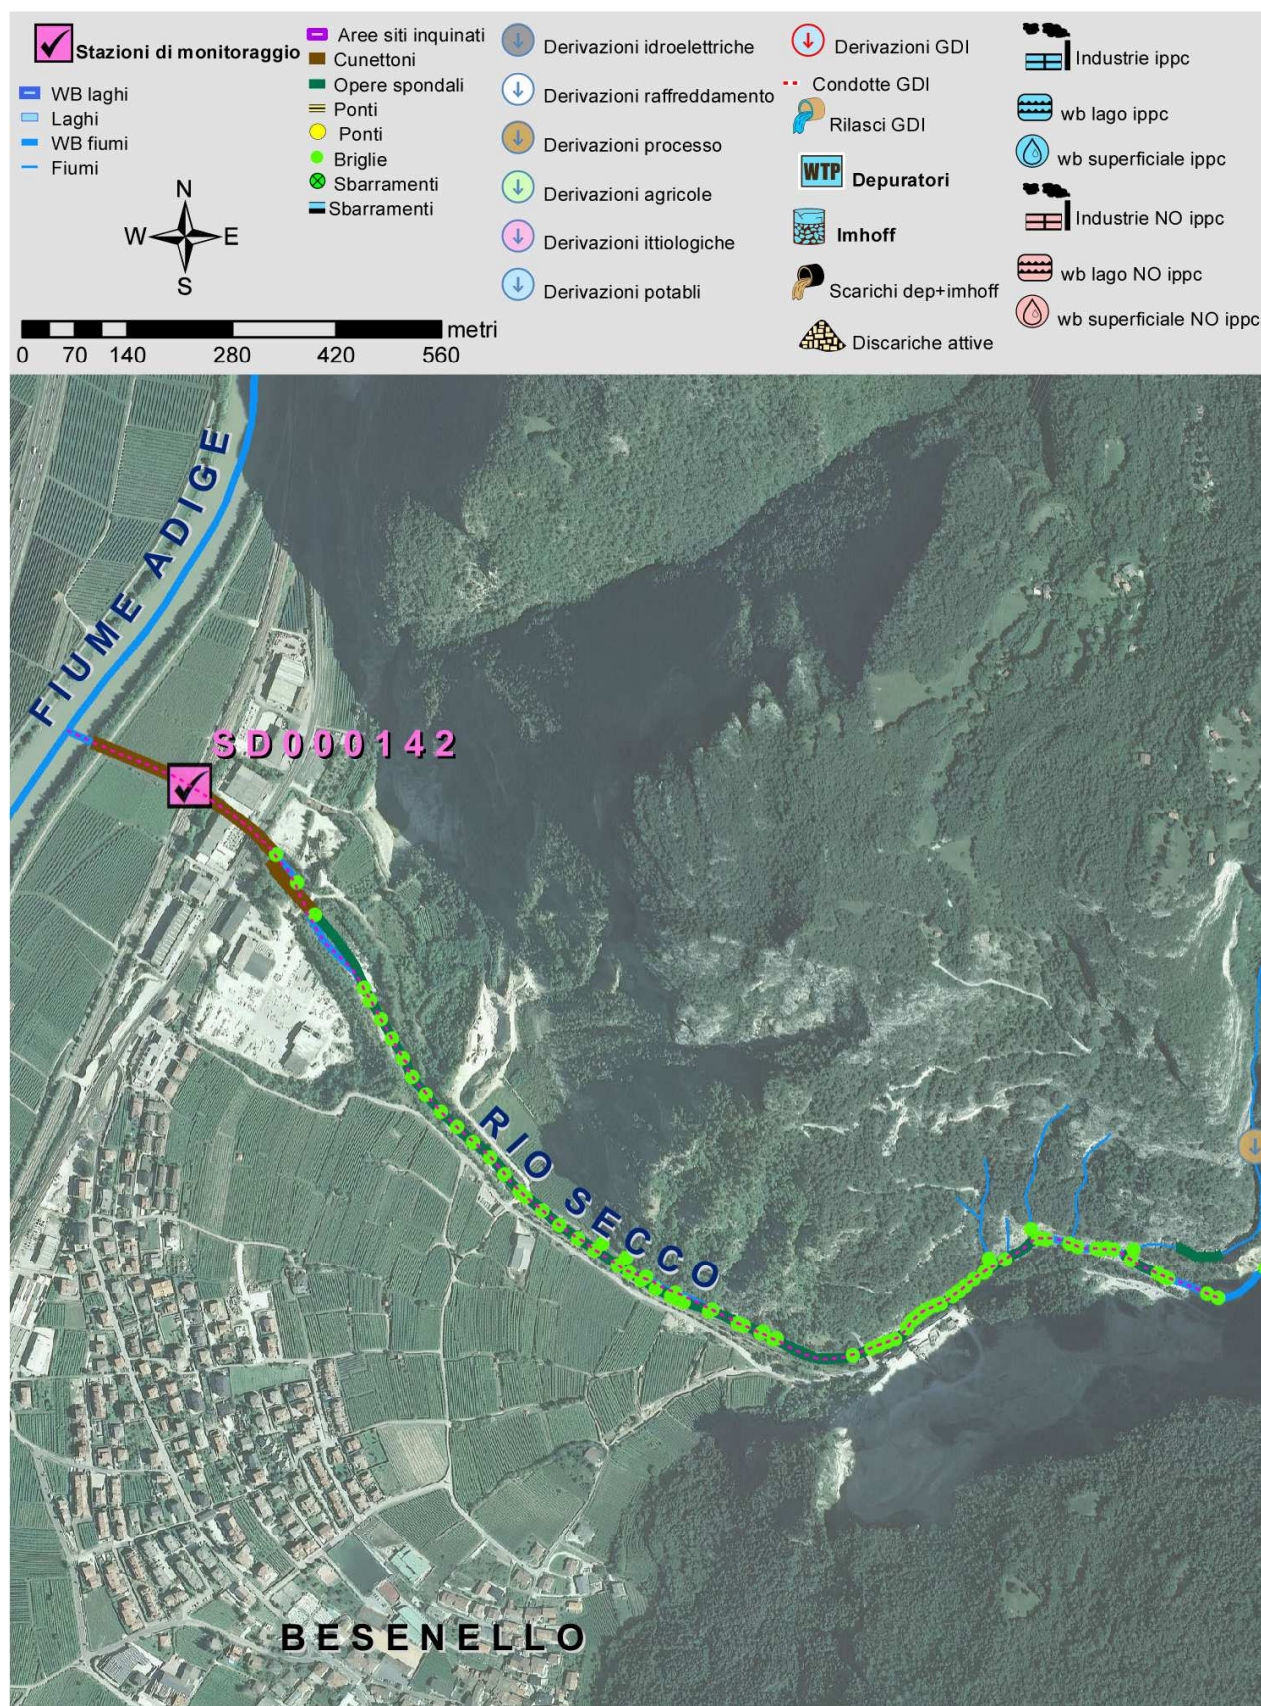 Stazioni di monitoraggio
WB laghi
Laghi
WB fiumi
Fiumi
N
W E
S
Aree siti inquinati
Cunettoni
Opere spondali
Ponti
Ponti
Briglie
Sbarramenti
Sbarramenti
Derivazioni idroelettriche
Derivazioni raffreddamento
Derivazioni processo
Derivazioni agricole
Derivazioni ittiologiche
Derivazioni potabli
Derivazioni GDI
Condotte GDI
Rilasci GDI
WTP Depuratori
Imhoff
Scarichi dep+imhoff
Discariche attive
Industrie ippc
wb lago ippc
wb superficiale ippc
Industrie NO ippc
wb lago NO ippc
wb superficiale NO ippc
metri
0 70 140 280 420 560
FIUME ADIGE
SD000142
RIO SECCO
BESENELLO